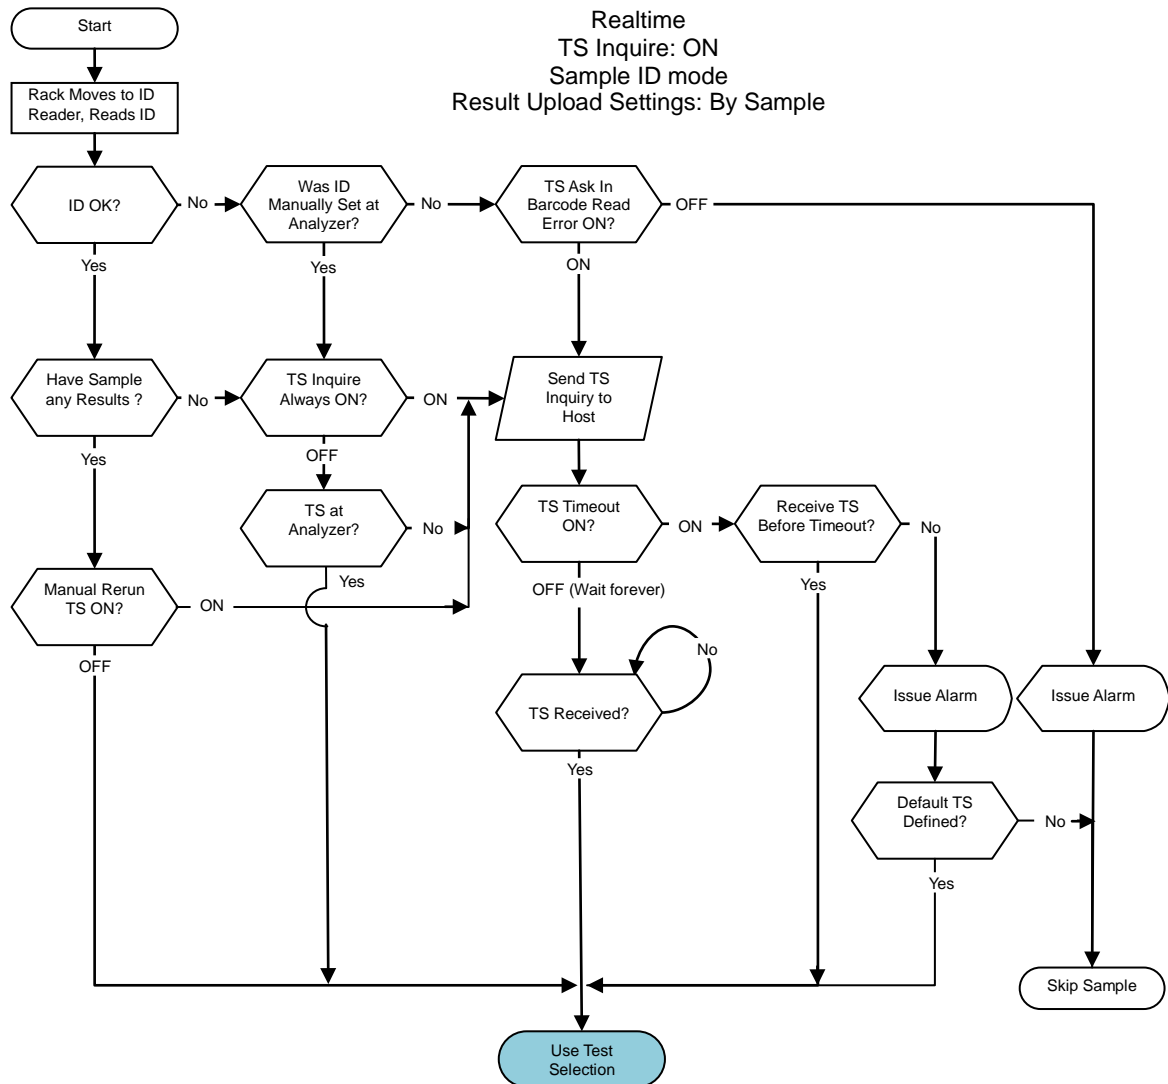 Realtime
TS Inquire: ON
Sample ID mode
Result Upload Settings: By Sample
Start
Rack Moves to ID
Reader, Reads ID
ID OK?
No
Was ID
Manually Set at
Analyzer?
No
TS Ask In
Barcode Read
Error ON?
OFF
Yes
Yes
ON
Have Sample
any Results ?
No
TS Inquire
Always ON?
ON
Send TS
Inquiry to
Host
Yes
OFF
TS at
Analyzer?
No
TS Timeout
ON?
ON
Receive TS
Before Timeout?
No
Manual Rerun
TS ON?
ON
Yes
OFF (Wait forever)
Yes
OFF
No
TS Received?
Issue Alarm
Issue Alarm
Yes
Default TS
Defined?
No
Yes
Skip Sample
Use Test
Selection